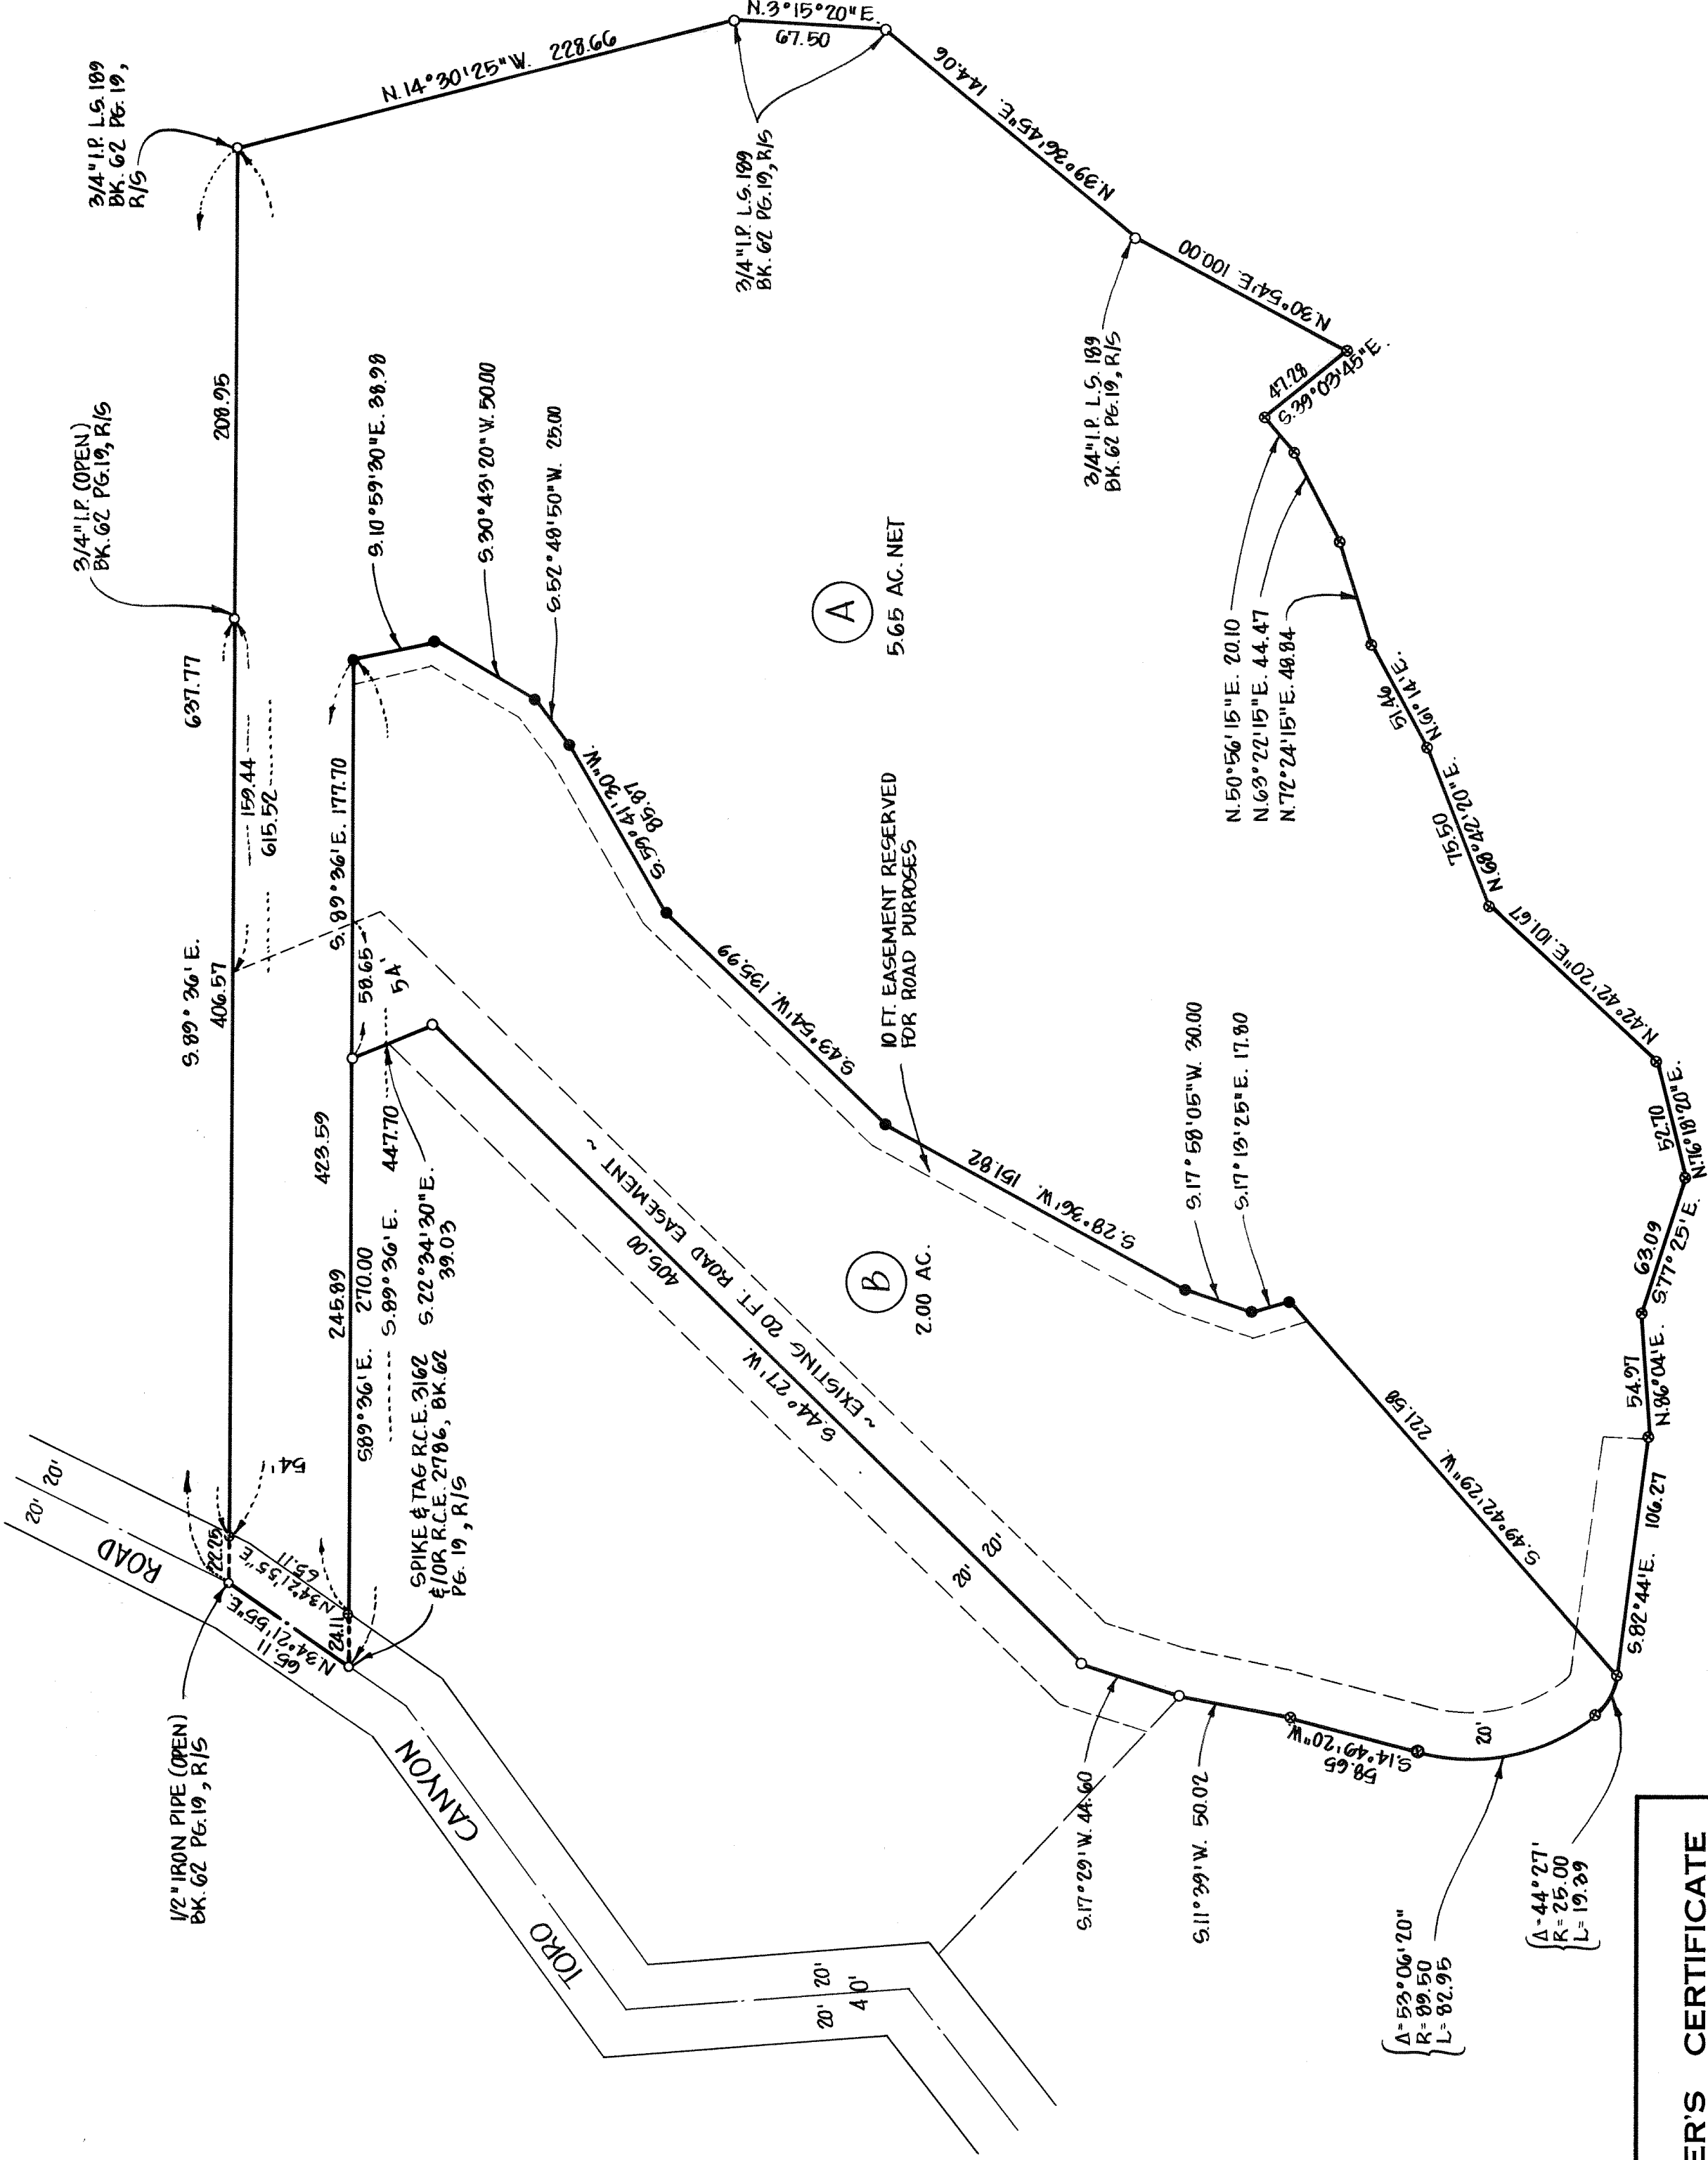 3/4" I.P. L.S. 189
BK. 62 PG. 19,
R/S
N.14°30'25"W. 228.66
N.3°15'20"E.
67.50
3/4" I.P. L.S. 189
BK. 62 PG. 19, R/S
N.39°36'45"E. 144.06
3/4" I.P. L.S. 189
BK. 62 PG. 19, R/S
N.30°54'E. 100.00
47.28
S.39°03'45"E.
3/4" I.P. (OPEN)
BK. 62 PG. 19, R/S
208.95
637.77
159.44
615.52
S.89°36'E.
406.57
S.10°59'30"E. 38.98
S.30°43'20"W. 50.00
S.52°48'50"W. 25.00
S.89°36'E. 177.70
S.59°41'30"W.
85.87
A
5.65 AC. NET
N.50°56'15"E. 20.10
N.63°22'15"E. 44.47
N.72°24'15"E. 48.84
51.46
N.61°14'E.
75.50
N.68°42'20"E.
N.42°42'20"E. 101.67
52.70
N.76°18'20"E.
63.09
S.77°25'E.
54.97
N.86°04'E.
S.82°44'E. 106.27
58.65
5A'
423.59
447.70
245.89
270.00
S.89°36'E.
S.89°36'E.
S.22°34'30"E.
39.03
S.43°54'W. 135.99
10 FT. EASEMENT RESERVED
FOR ROAD PURPOSES
S.28°36'W. 151.82
S.17°58'05"W. 30.00
S.17°13'25"E. 17.80
B
2.00 AC.
~ EXISTING 20 FT. ROAD EASEMENT ~
405.00
S.44°27'W.
20'
20'
S.49°42'29"W. 221.58
SPIKE & TAG R.C.E. 3162
&/OR R.C.E. 2786, BK. 62
PG. 19, R/S
54'
22.25
N34°21'55"E
65.11
24.11
N.34°21'55"E.
65.11
1/2" IRON PIPE (OPEN)
BK. 62 PG. 19, R/S
20'
20'
ROAD
CANYON
TORO
20'
20'
40'
S.17°29'W. 44.60
S.11°39'W. 50.02
S.14°49'20"W.
58.65
20'
Δ=53°06'20"
R=89.50
L=82.95
Δ=44°27'
R=25.00
L=19.39
ER'S CERTIFICATE